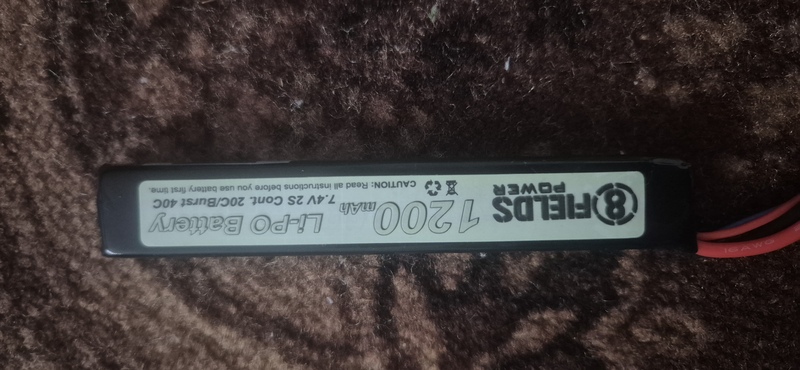 8 FIELDS
POWER
1200 mAh Li-PO Battery
7.4V 2S Cont. 20C/Burst 40C
CAUTION: Read all instructions before you use battery first time.
16AWG